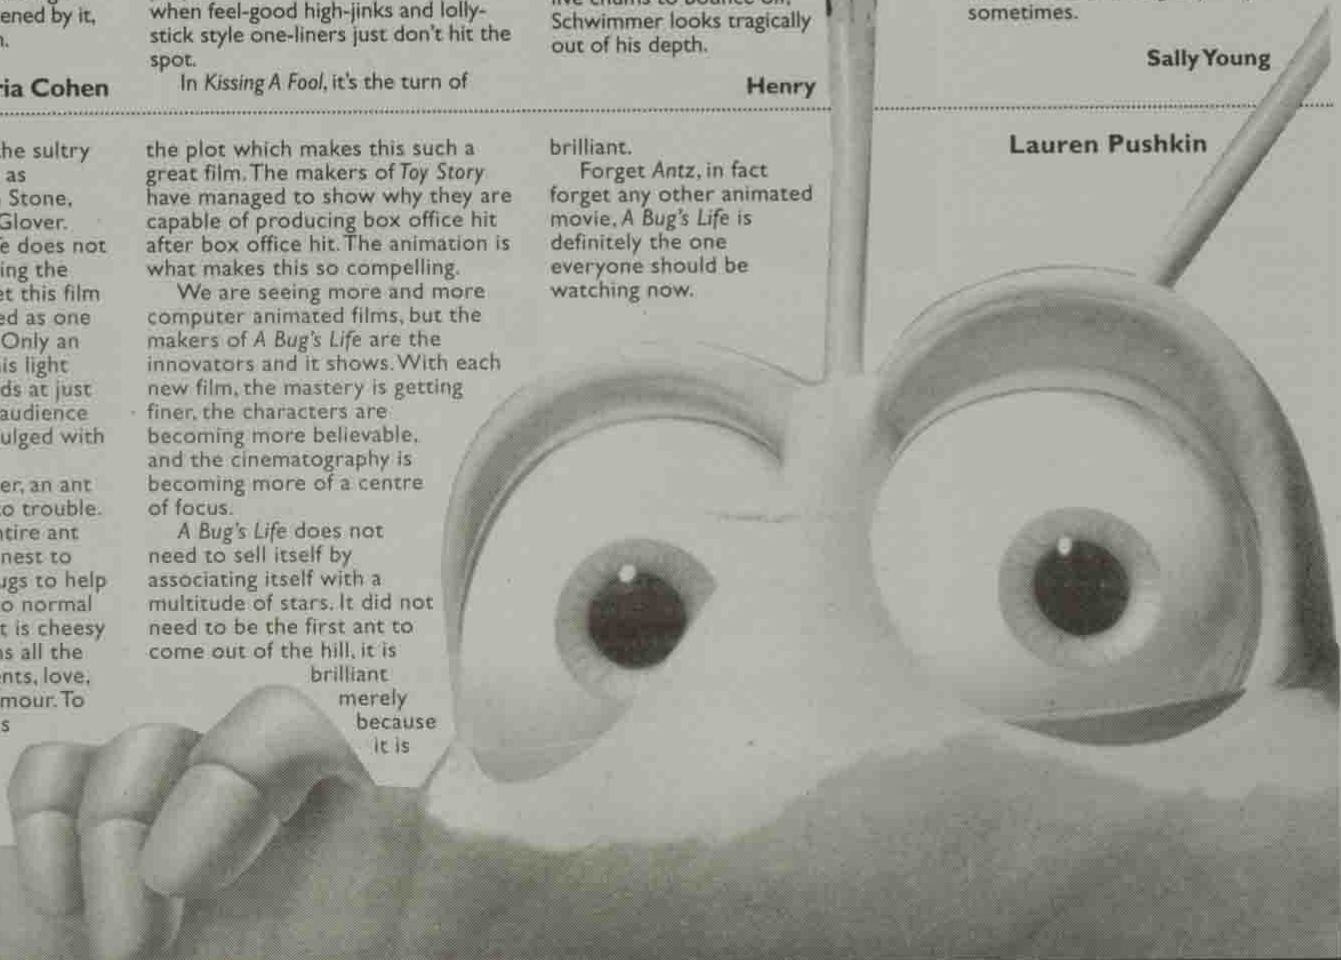 ened by it,
when feel-good high-jinks and lolly-
stick style one-liners just don't hit the
spot.
In Kissing A Fool, it's the turn of
Schwimmer looks tragically
out of his depth.
Henry
sometimes.
Sally Young
ria Cohen
he sultry
as
Stone,
Glover.
e does not
ing the
et this film
ed as one
Only an
is light
ds at just
audience
ulged with
er, an ant
o trouble.
ntire ant
nest to
ugs to help
o normal
t is cheesy
ns all the
nts, love,
mour. To
s
the plot which makes this such a
great film. The makers of Toy Story
have managed to show why they are
capable of producing box office hit
after box office hit. The animation is
what makes this so compelling.
We are seeing more and more
computer animated films, but the
makers of A Bug's Life are the
innovators and it shows. With each
new film, the mastery is getting
finer, the characters are
becoming more believable,
and the cinematography is
becoming more of a centre
of focus.
A Bug's Life does not
need to sell itself by
associating itself with a
multitude of stars. It did not
need to be the first ant to
come out of the hill, it is
brilliant
merely
because
it is
brilliant.
Forget Antz, in fact
forget any other animated
movie, A Bug's Life is
definitely the one
everyone should be
watching now.
Lauren Pushkin